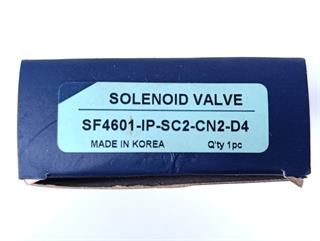 SOLENOID VALVE
SF4601-IP-SC2-CN2-D4
MADE IN KOREA Q'ty 1pc